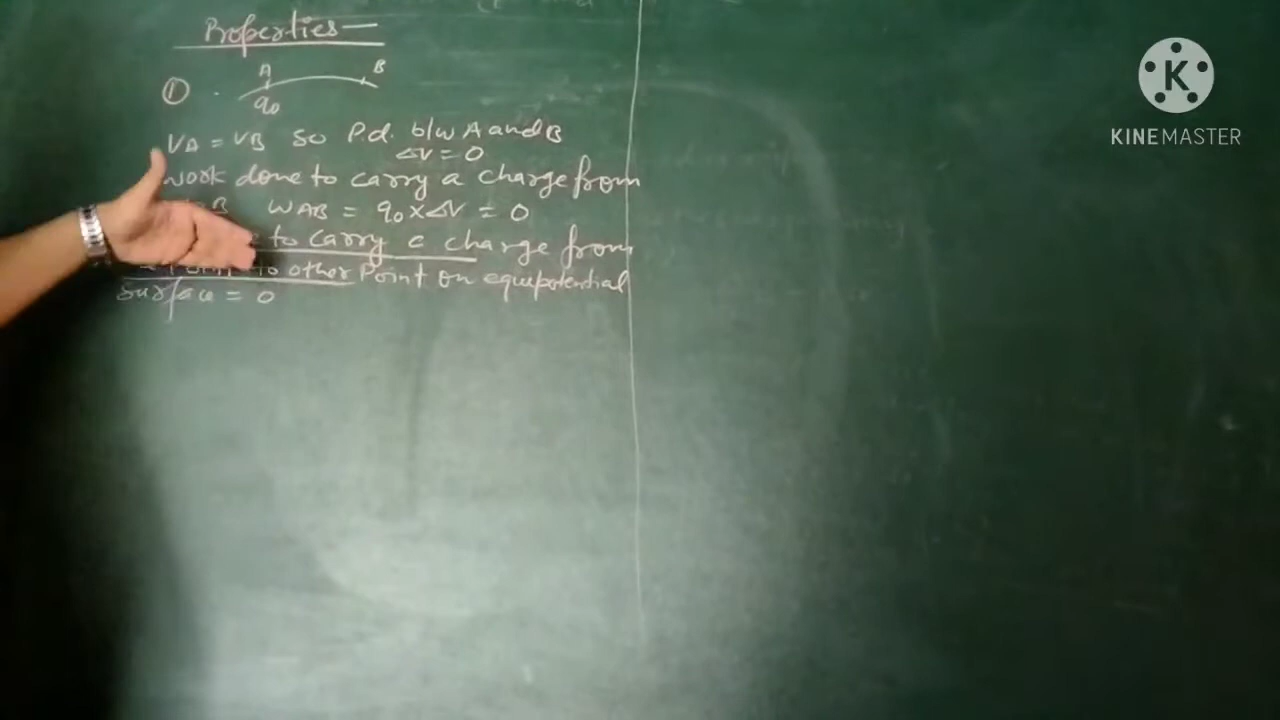 Properties —
① A B
q₀
VA = VB so P.d. b/w A and B
ΔV = 0
work done to carry a charge from
B WAB = q₀ × ΔV = 0
to carry a charge from
to other Point on equipotential
surface = 0
K
KINEMASTER